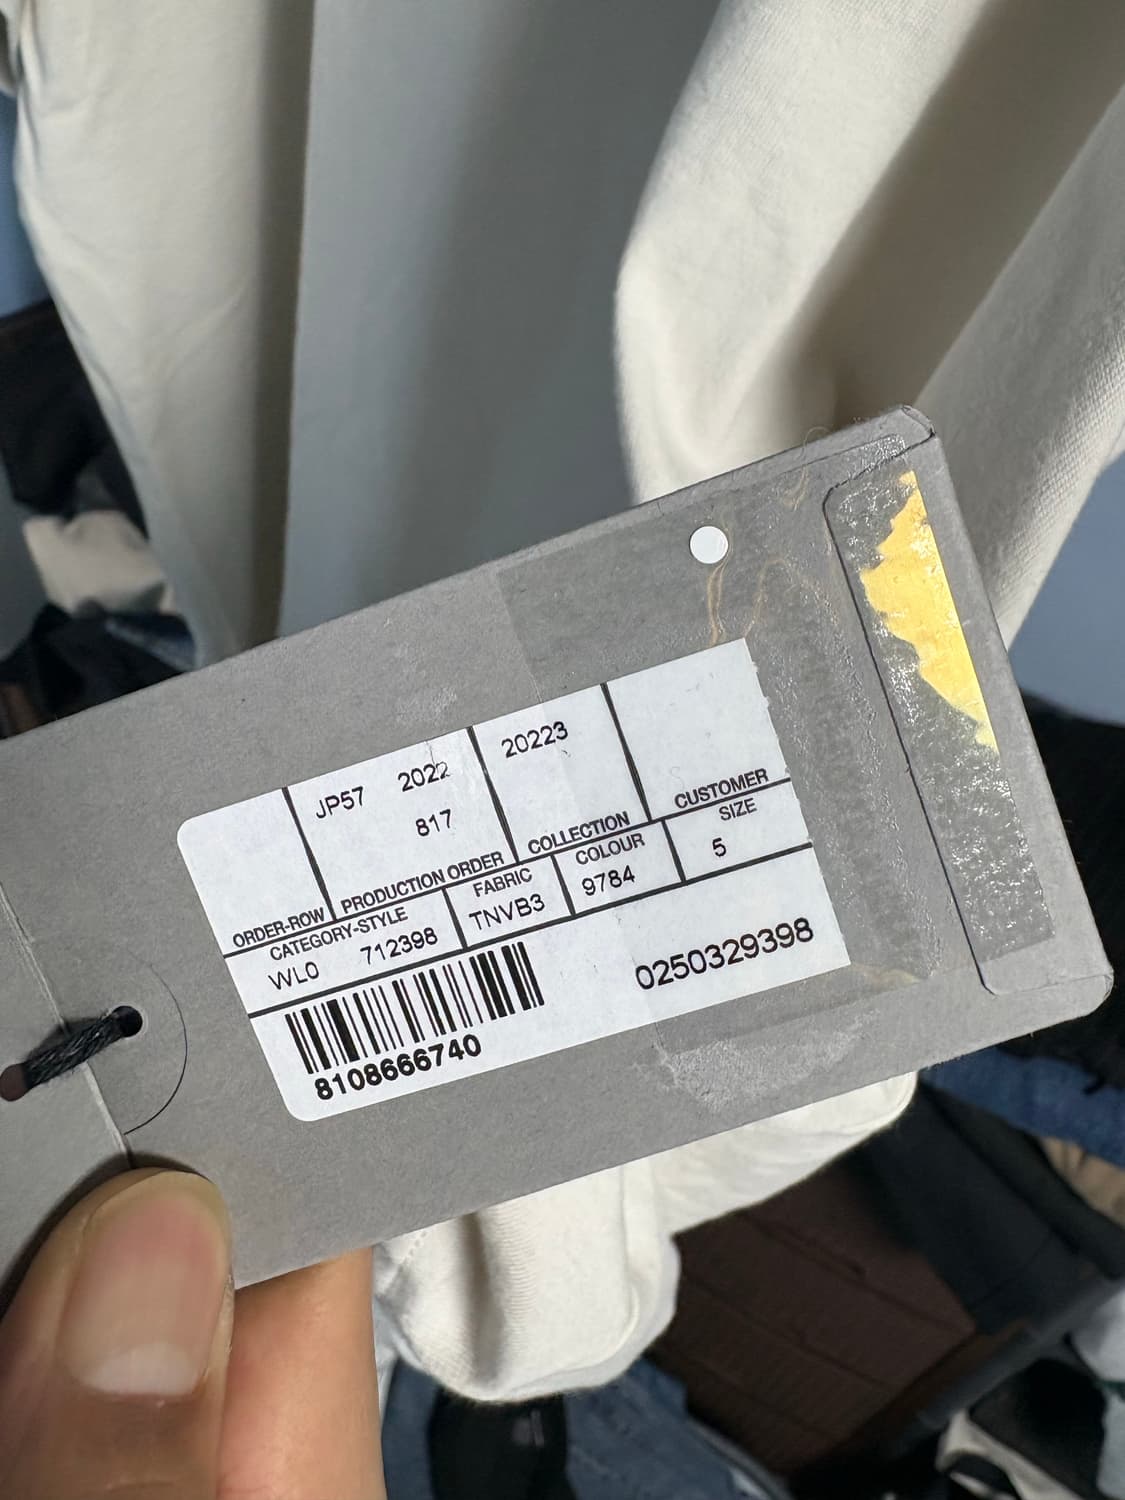 JP57 2022
817
20223
ORDER-ROW
PRODUCTION ORDER
COLLECTION
CUSTOMER
CATEGORY-STYLE
WL0 712398
FABRIC
TNVB3
COLOUR
9784
SIZE
5
8108666740
0250329398